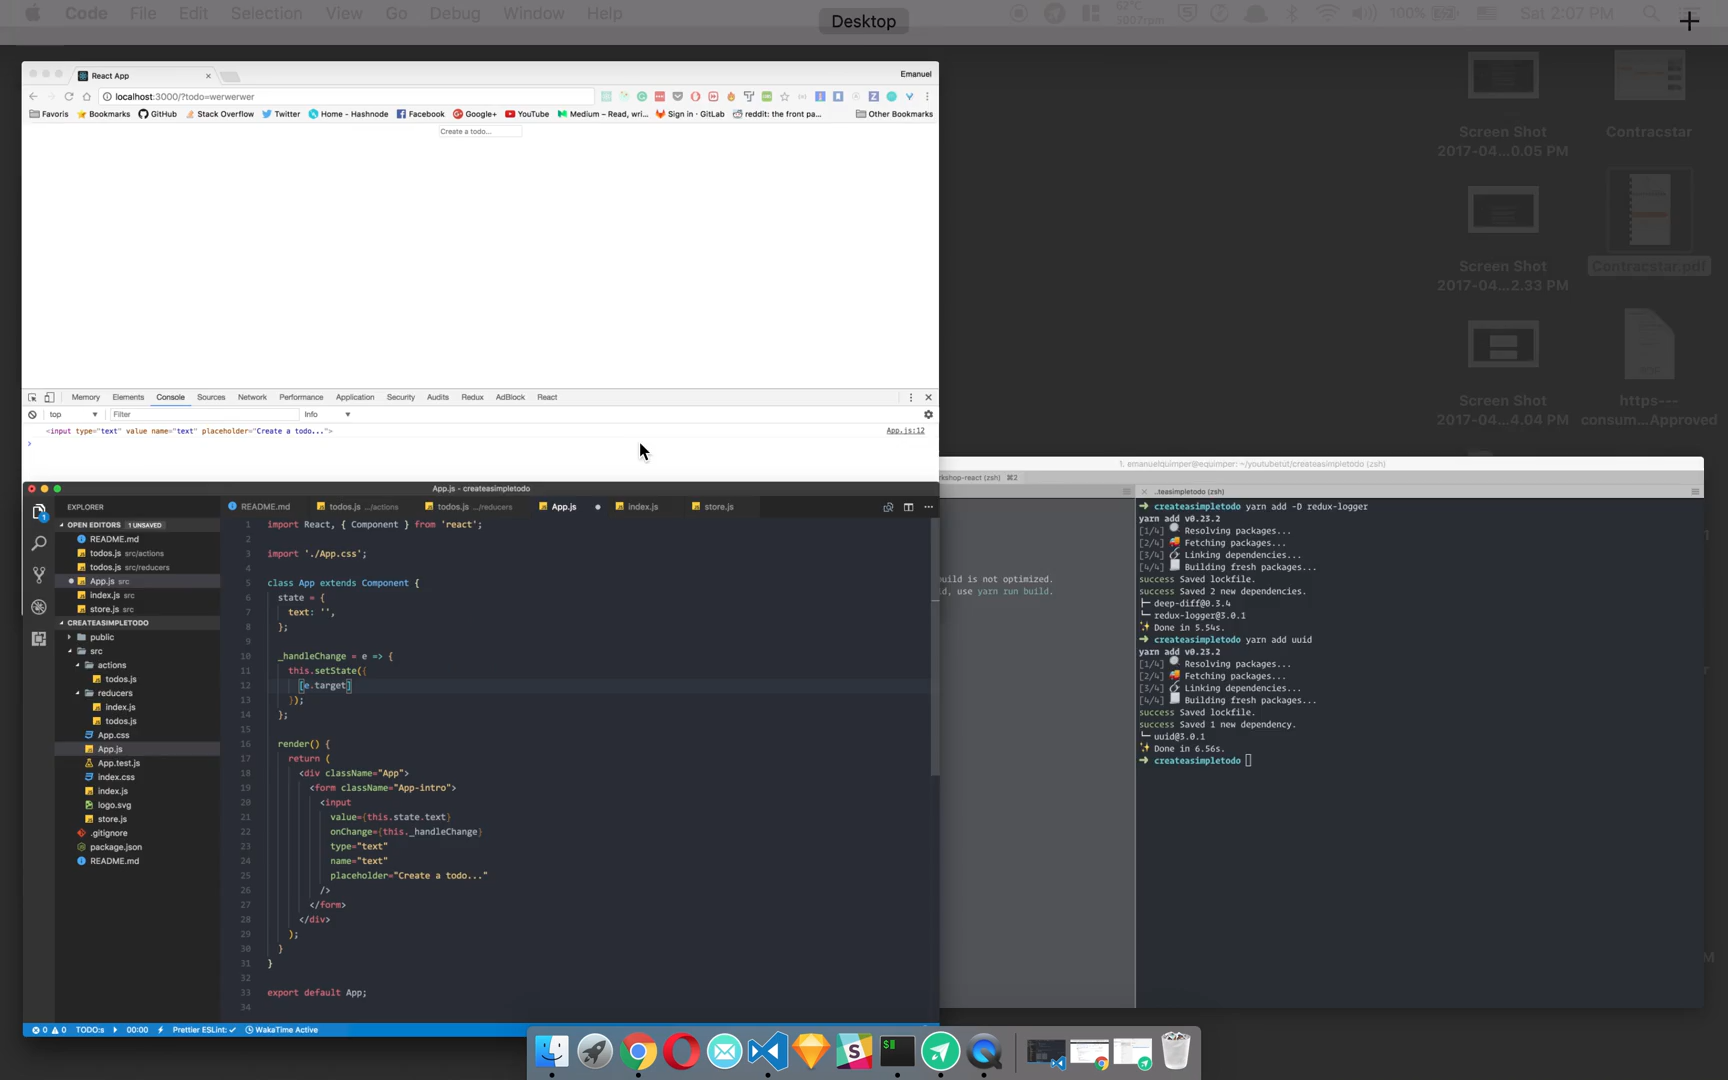 Code File Edit Selection View Go Debug Window Help
Desktop
62°C
5007rpm
100%
Sat 2:07 PM
React App
Emanuel
localhost:3000/?todo=werwerwer
Favoris Bookmarks GitHub Stack Overflow Twitter Home - Hashnode Facebook Google+ YouTube Medium – Read, wri... Sign in · GitLab reddit: the front pa... Other Bookmarks
Create a todo...
Memory Elements Console Sources Network Performance Application Security Audits Redux AdBlock React
top Filter Info
<input type="text" value name="text" placeholder="Create a todo..."> App.js:12
Screen Shot
2017-04...0.05 PM
Contracstar
Screen Shot
2017-04...2.33 PM
Contracstar.pdf
Screen Shot
2017-04...4.04 PM
https---
consum...Approved
App.js - createasimpletodo
EXPLORER
OPEN EDITORS 1 UNSAVED
README.md
todos.js src/actions
todos.js src/reducers
App.js src
index.js src
store.js src
CREATEASIMPLETODO
public
src
actions
todos.js
reducers
index.js
todos.js
App.css
App.js
App.test.js
index.css
index.js
logo.svg
store.js
.gitignore
package.json
README.md
README.md todos.js .../actions todos.js .../reducers App.js index.js store.js
1 import React, { Component } from 'react';
2
3 import './App.css';
4
5 class App extends Component {
6 state = {
7 text: '',
8 };
9
10 _handleChange = e => {
11 this.setState({
12 [e.target]
13 });
14 };
15
16 render() {
17 return (
18 <div className="App">
19 <form className="App-intro">
20 <input
21 value={this.state.text}
22 onChange={this._handleChange}
23 type="text"
24 name="text"
25 placeholder="Create a todo..."
26 />
27 </form>
28 </div>
29 );
30 }
31 }
32
33 export default App;
34
0 0 TODO:s 00:00 Prettier ESLint: ✓ WakaTime Active
1. emanuelquimper@equimper: ~/youtubetut/createasimpletodo (zsh)
rkshop-react (zsh) ⌘2
..teasimpletodo (zsh)
uild is not optimized.
d, use yarn run build.
➜ createasimpletodo yarn add -D redux-logger
yarn add v0.23.2
[1/4] Resolving packages...
[2/4] Fetching packages...
[3/4] Linking dependencies...
[4/4] Building fresh packages...
success Saved lockfile.
success Saved 2 new dependencies.
├─ deep-diff@0.3.4
└─ redux-logger@3.0.1
Done in 5.54s.
➜ createasimpletodo yarn add uuid
yarn add v0.23.2
[1/4] Resolving packages...
[2/4] Fetching packages...
[3/4] Linking dependencies...
[4/4] Building fresh packages...
success Saved lockfile.
success Saved 1 new dependency.
└─ uuid@3.0.1
Done in 6.56s.
➜ createasimpletodo